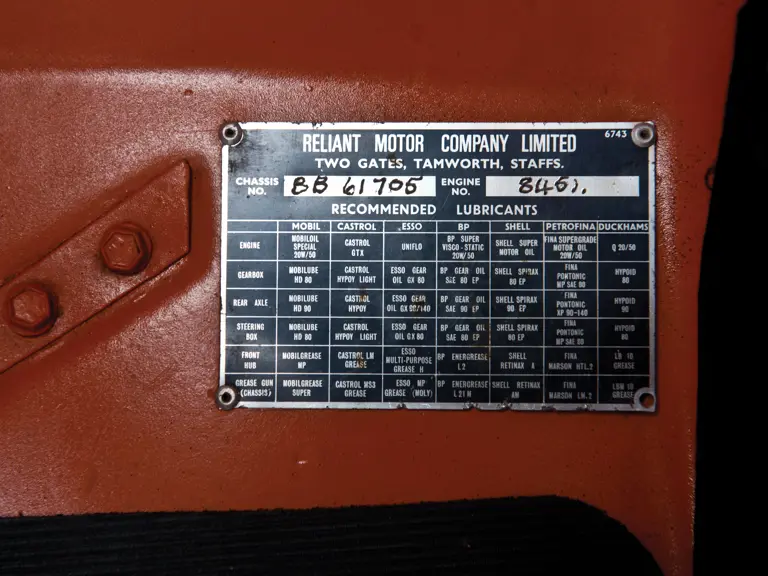 6743
RELIANT MOTOR COMPANY LIMITED
TWO GATES, TAMWORTH, STAFFS.
CHASSIS NO. BB 61705 ENGINE NO. 8451.
RECOMMENDED LUBRICANTS
MOBIL CASTROL ESSO BP SHELL PETROFINA DUCKHAMS
ENGINE MOBILOIL SPECIAL 20W/50 CASTROL GTX UNIFLO BP SUPER VISCO-STATIC 20W/50 SHELL SUPER MOTOR OIL FINA SUPERGRADE MOTOR OIL 20W/50 Q 20/50
GEARBOX MOBILUBE HD 80 CASTROL HYPOY LIGHT ESSO GEAR OIL GX 80 BP GEAR OIL SAE 80 EP SHELL SPIRAX 80 EP FINA PONTONIC MP SAE 80 HYPOID 80
REAR AXLE MOBILUBE HD 90 CASTROL HYPOY ESSO GEAR OIL GX 90/140 BP GEAR OIL SAE 90 EP SHELL SPIRAX 90 EP FINA PONTONIC XP 90-140 HYPOID 90
STEERING BOX MOBILUBE HD 80 CASTROL HYPOY LIGHT ESSO GEAR OIL GX 80 BP GEAR OIL SAE 80 EP SHELL SPIRAX 80 EP FINA PONTONIC MP SAE 80 HYPOID 80
FRONT HUB MOBILGREASE MP CASTROL LM GREASE ESSO MULTI-PURPOSE GREASE H BP ENERGREASE L2 SHELL RETINAX A FINA MARSON HTL.2 LB 10 GREASE
GREASE GUN (CHASSIS) MOBILGREASE SUPER CASTROL MS3 GREASE ESSO MP GREASE (MOLY) BP ENERGREASE L21 M SHELL RETINAX AM FINA MARSON LM.2 LBM 10 GREASE